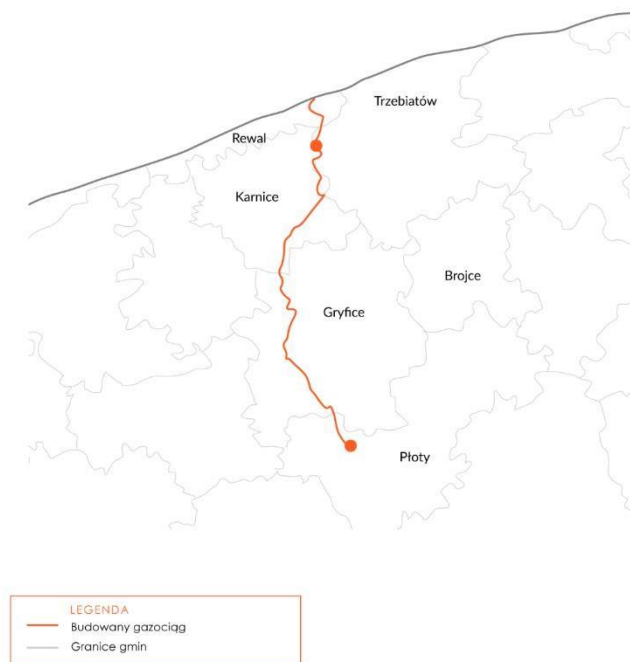 Trzebiatów
Rewal
Karnice
Brojce
Gryfice
Płoty
LEGENDA
Budowany gazociąg
Granice gmin